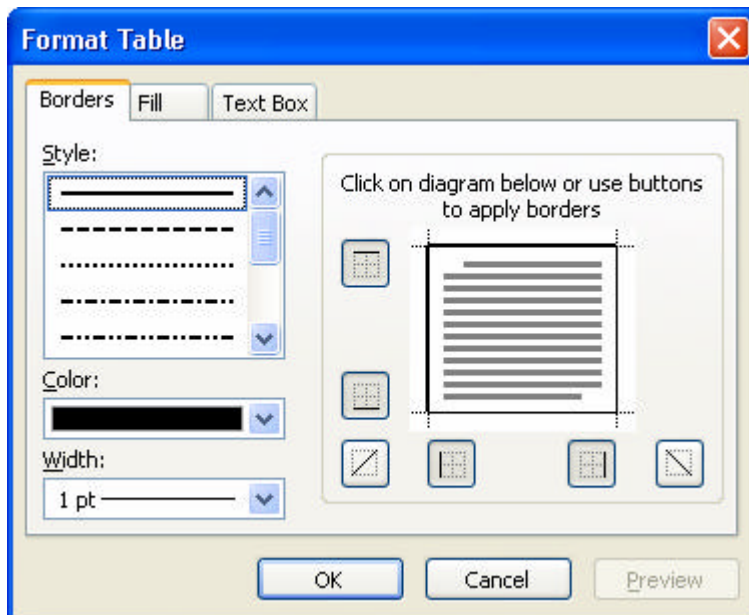 Format Table
Borders Fill Text Box
Style:
Click on diagram below or use buttons
to apply borders
Color:
Width:
1 pt
OK Cancel Preview